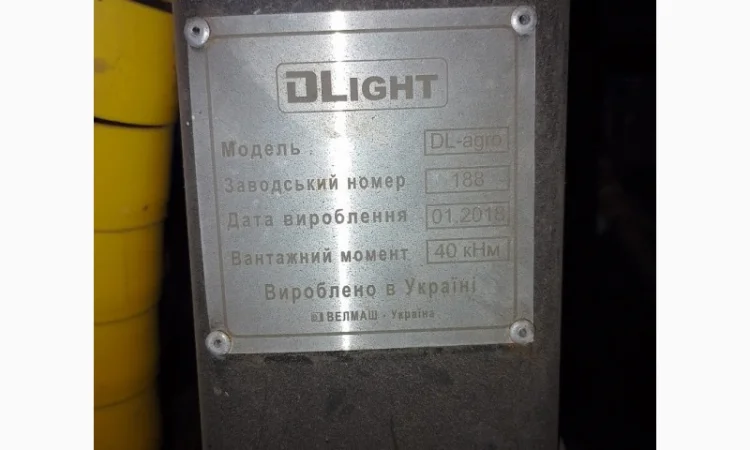 DLIGHT
Модель DL-agro
Заводський номер 188
Дата вироблення 01.2018
Вантажний момент 40 кНм
Вироблено в Україні
ВЕЛМАШ - Україна